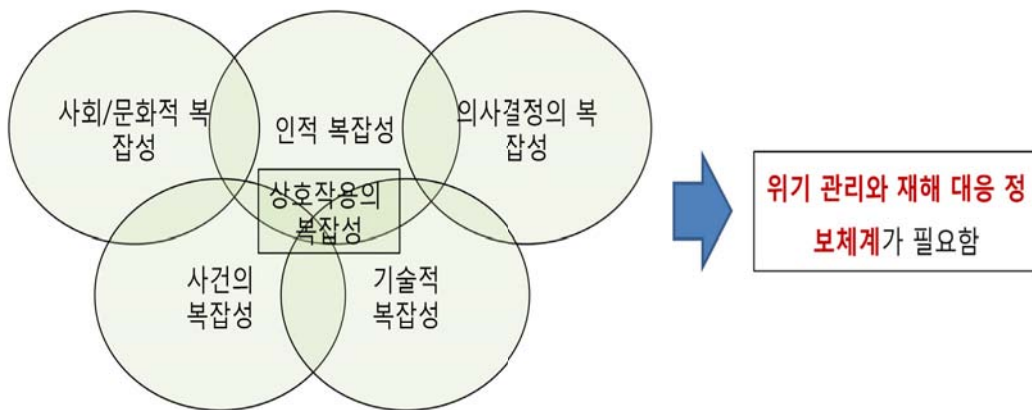 사회/문화적 복
잡성
인적 복잡성
의사결정의 복
잡성
상호작용의
복잡성
사건의
복잡성
기술적
복잡성
위기 관리와 재해 대응 정
보체계가 필요함